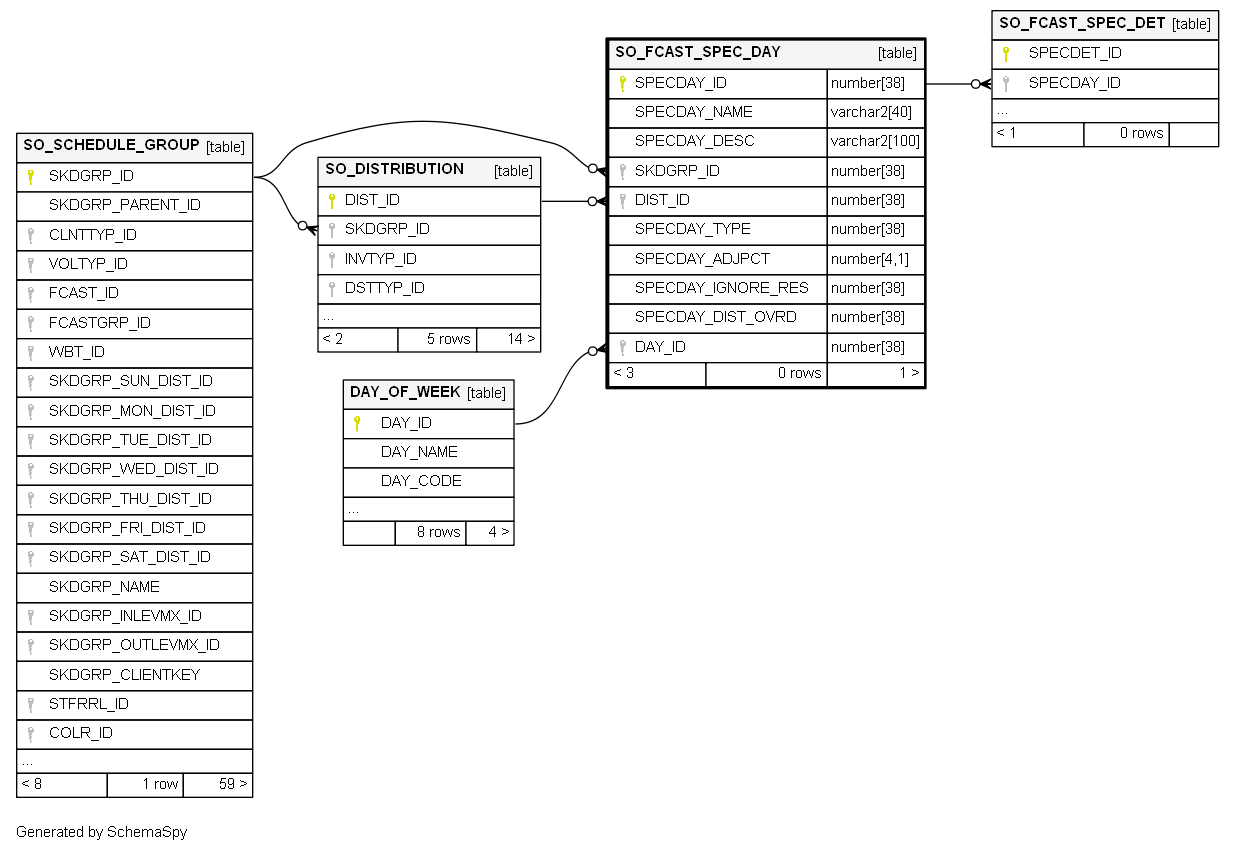 SO_SCHEDULE_GROUP [table]
SKDGRP_ID
SKDGRP_PARENT_ID
CLNTTYP_ID
VOLTYP_ID
FCAST_ID
FCASTGRP_ID
WBT_ID
SKDGRP_SUN_DIST_ID
SKDGRP_MON_DIST_ID
SKDGRP_TUE_DIST_ID
SKDGRP_WED_DIST_ID
SKDGRP_THU_DIST_ID
SKDGRP_FRI_DIST_ID
SKDGRP_SAT_DIST_ID
SKDGRP_NAME
SKDGRP_INLEVMX_ID
SKDGRP_OUTLEVMX_ID
SKDGRP_CLIENTKEY
STFRRL_ID
COLR_ID
...
< 8 1 row 59 >
SO_DISTRIBUTION [table]
DIST_ID
SKDGRP_ID
INVTYP_ID
DSTTYP_ID
...
< 2 5 rows 14 >
DAY_OF_WEEK [table]
DAY_ID
DAY_NAME
DAY_CODE
...
8 rows 4 >
SO_FCAST_SPEC_DAY [table]
SPECDAY_ID number[38]
SPECDAY_NAME varchar2[40]
SPECDAY_DESC varchar2[100]
SKDGRP_ID number[38]
DIST_ID number[38]
SPECDAY_TYPE number[38]
SPECDAY_ADJPCT number[4,1]
SPECDAY_IGNORE_RES number[38]
SPECDAY_DIST_OVRD number[38]
DAY_ID number[38]
< 3 0 rows 1 >
SO_FCAST_SPEC_DET [table]
SPECDET_ID
SPECDAY_ID
...
< 1 0 rows
Generated by SchemaSpy